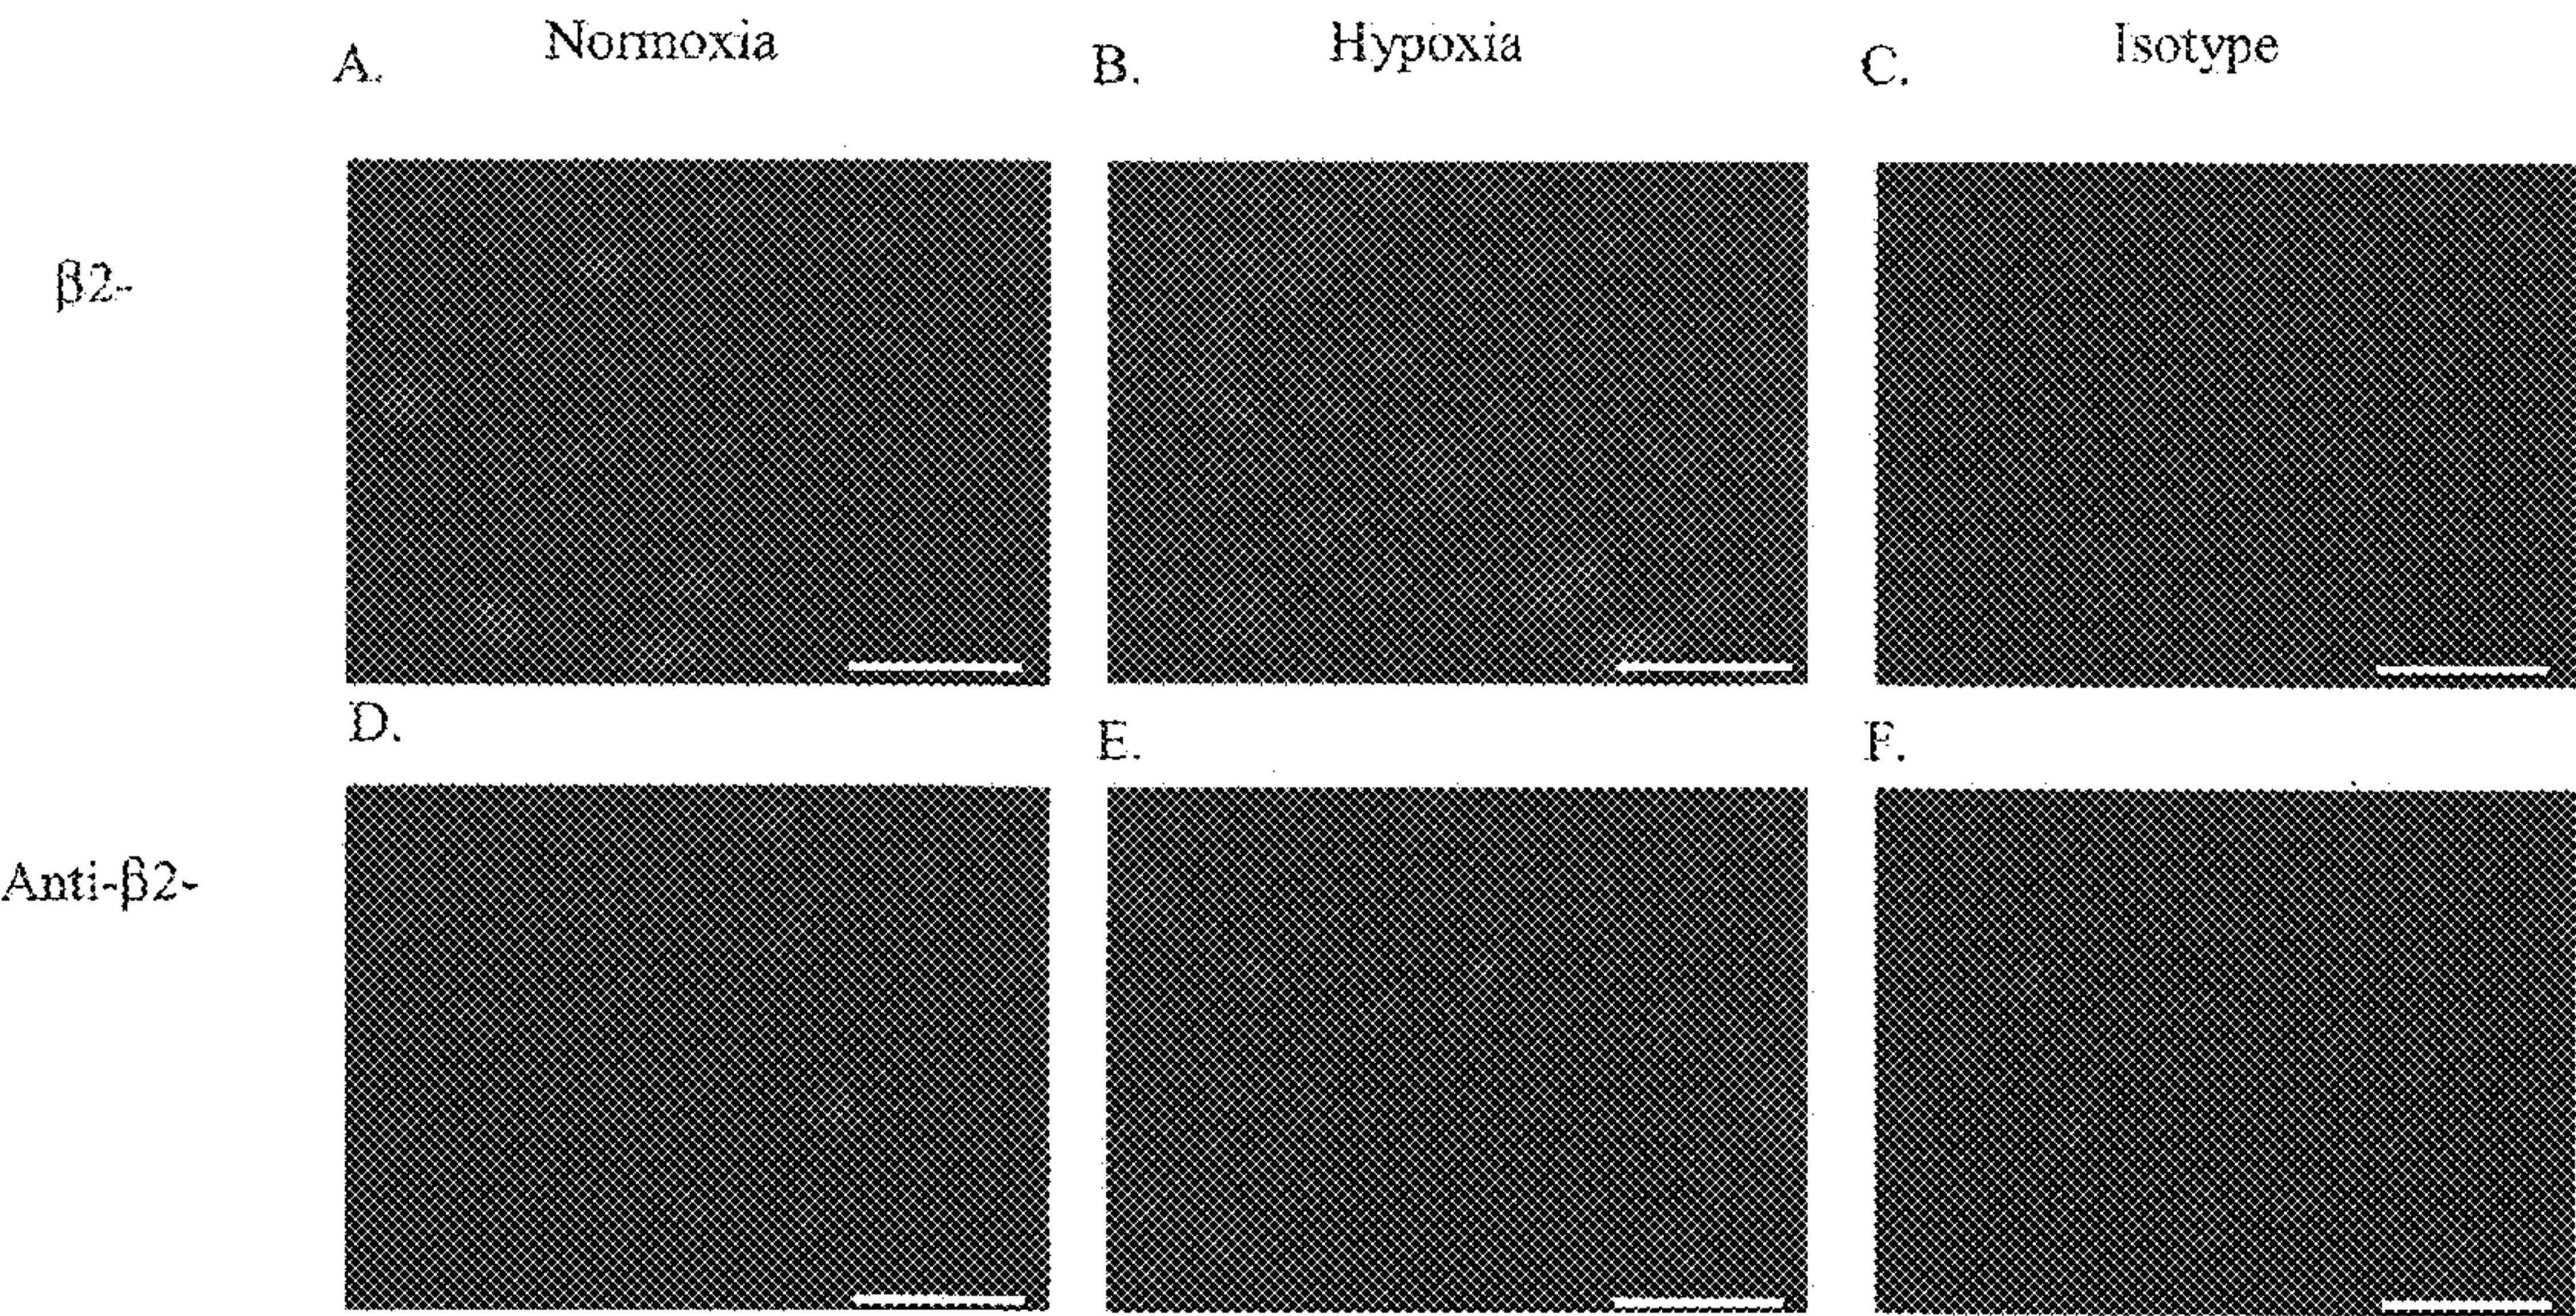 A. Normoxia B. Hypoxia C. Isotype
β2-
D. E. F.
Anti-β2-